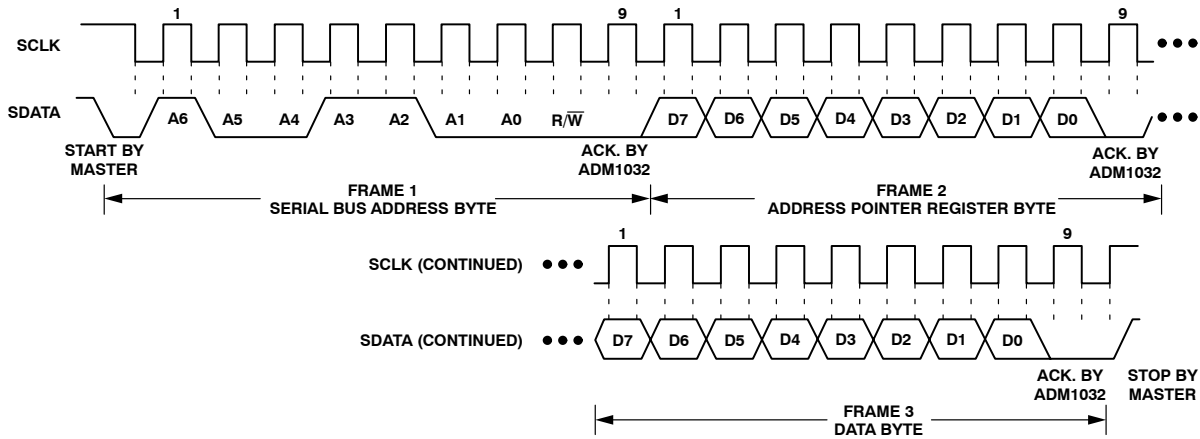 1 9 1 9
SCLK
SDATA A6 A5 A4 A3 A2 A1 A0 R/W̅ D7 D6 D5 D4 D3 D2 D1 D0
START BY
MASTER
ACK. BY
ADM1032
ACK. BY
ADM1032
FRAME 1
SERIAL BUS ADDRESS BYTE
FRAME 2
ADDRESS POINTER REGISTER BYTE
1 9
SCLK (CONTINUED)
SDATA (CONTINUED) D7 D6 D5 D4 D3 D2 D1 D0
ACK. BY
ADM1032
STOP BY
MASTER
FRAME 3
DATA BYTE